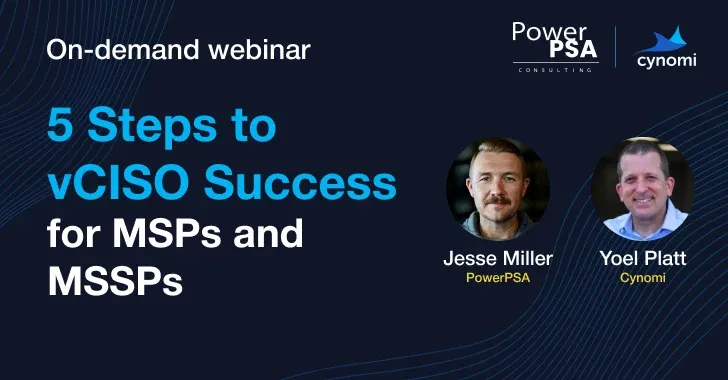 On-demand webinar
Power
PSA
CONSULTING
cynomi
5 Steps to
vCISO Success
for MSPs and
MSSPs
Jesse Miller
PowerPSA
Yoel Platt
Cynomi